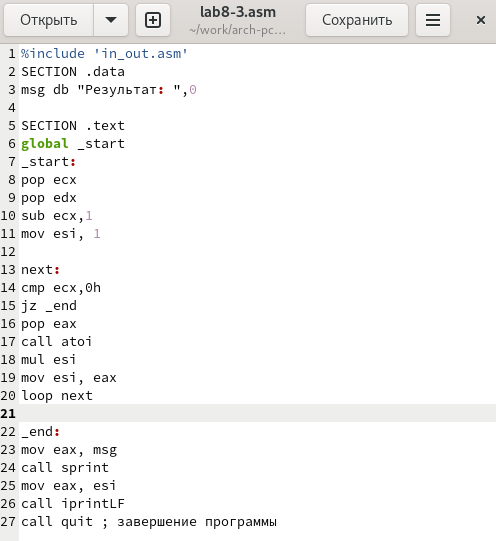 Открыть
lab8-3.asm
~/work/arch-pc…
Сохранить
1 %include 'in_out.asm'
2 SECTION .data
3 msg db "Результат: ",0
4
5 SECTION .text
6 global _start
7 _start:
8 pop ecx
9 pop edx
10 sub ecx,1
11 mov esi, 1
12
13 next:
14 cmp ecx,0h
15 jz _end
16 pop eax
17 call atoi
18 mul esi
19 mov esi, eax
20 loop next
21
22 _end:
23 mov eax, msg
24 call sprint
25 mov eax, esi
26 call iprintLF
27 call quit ; завершение программы